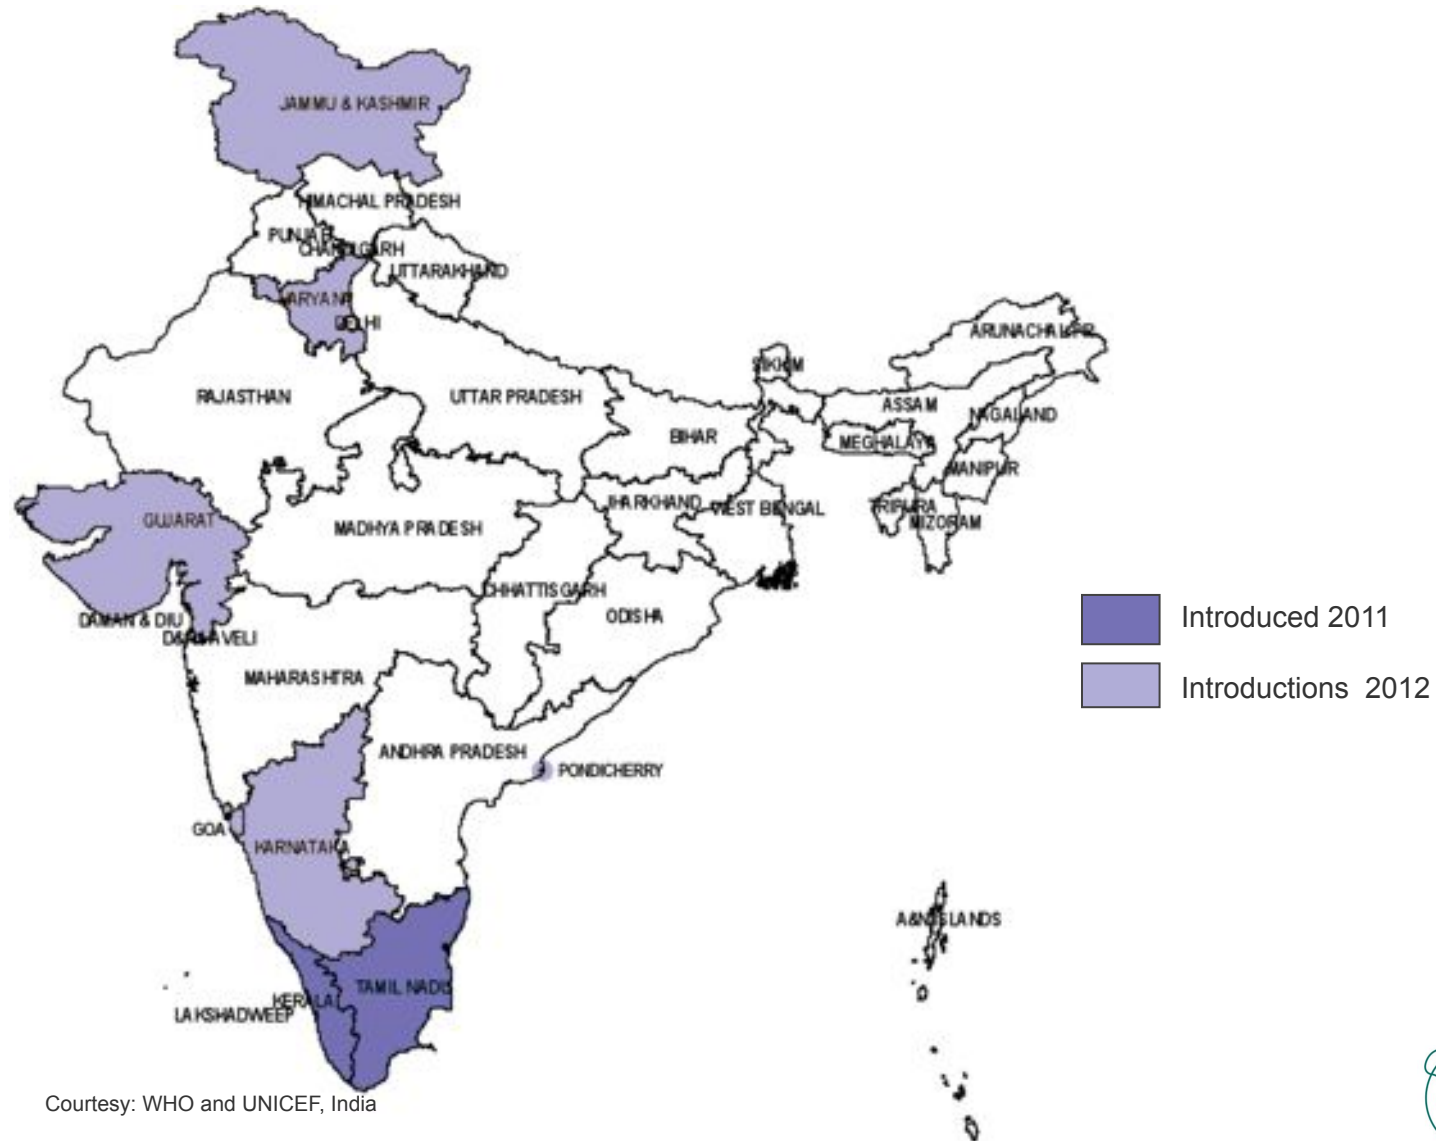 JAMMU & KASHMIR
HIMACHAL PRADESH
PUNJAB
CHANDIGARH
UTTARAKHAND
HARYANA
DELHI
ARUNACHAL PR
SIKKIM
RAJASTHAN
UTTAR PRADESH
ASSAM
NAGALAND
BIHAR
MEGHALAYA
MANIPUR
JHARKHAND
WEST BENGAL
TRIPURA
GUJARAT
MIZORAM
MADHYA PRADESH
CHHATTISGARH
ODISHA
Introduced 2011
DAMAN & DIU
MAHARASHTRA
Introductions 2012
ANDHRA PRADESH
PONDICHERRY
GOA
KARNATAKA
A&N ISLANDS
TAMIL NADU
KERALA
LAKSHADWEEP
Courtesy: WHO and UNICEF, India